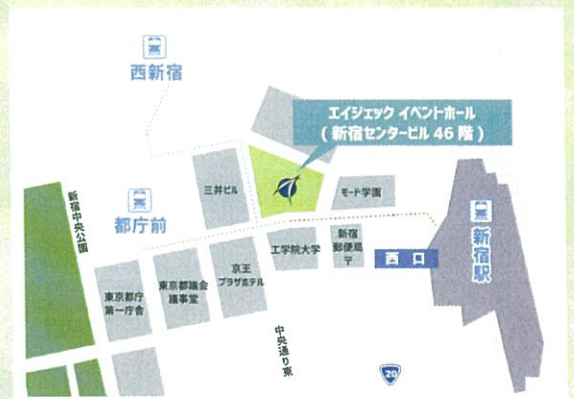 西新宿
エイジェック イベントホール
( 新宿センタービル 46 階 )
三井ビル
モード学園
新宿中央公園
都庁前
新宿駅
工学院大学
新宿
郵便局
〒
西 口
京王
プラザホテル
東京都議会
議事堂
東京都庁
第一庁舎
中央通り東
20